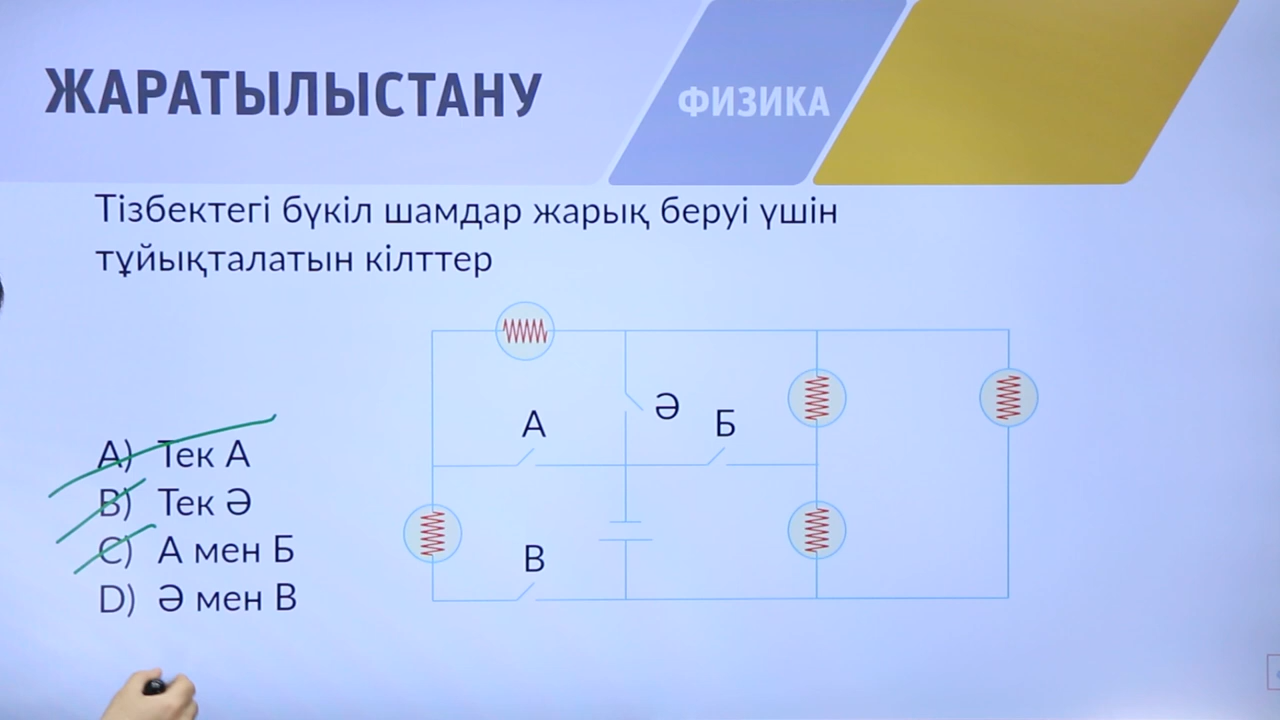 ЖАРАТЫЛЫСТАНУ
ФИЗИКА
Тізбектегі бүкіл шамдар жарық беруі үшін
тұйықталатын кілттер
Ә
А
Б
В
A) Тек А
B) Тек Ә
C) А мен Б
D) Ә мен В